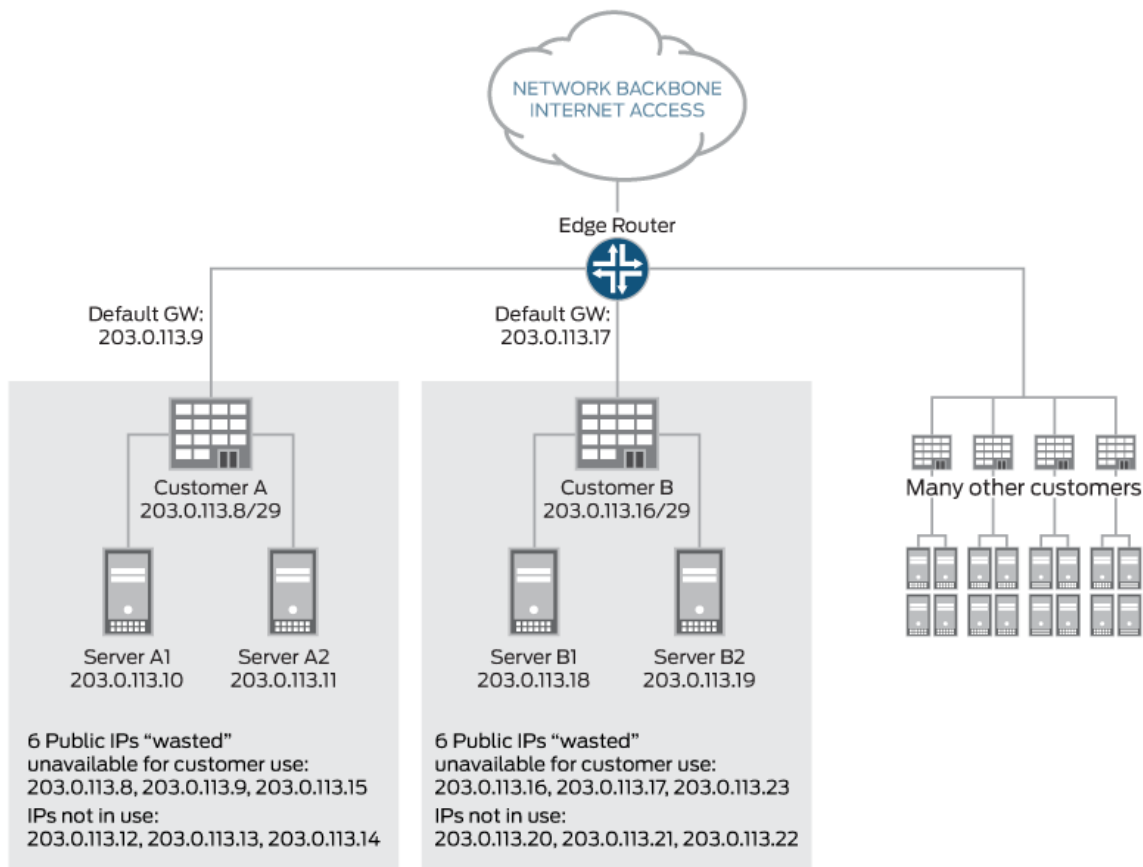 NETWORK BACKBONE
INTERNET ACCESS
Edge Router
Default GW:
203.0.113.9
Default GW:
203.0.113.17
Customer A
203.0.113.8/29
Customer B
203.0.113.16/29
Many other customers
Server A1
203.0.113.10
Server A2
203.0.113.11
Server B1
203.0.113.18
Server B2
203.0.113.19
6 Public IPs “wasted”
unavailable for customer use:
203.0.113.8, 203.0.113.9, 203.0.113.15
IPs not in use:
203.0.113.12, 203.0.113.13, 203.0.113.14
6 Public IPs “wasted”
unavailable for customer use:
203.0.113.16, 203.0.113.17, 203.0.113.23
IPs not in use:
203.0.113.20, 203.0.113.21, 203.0.113.22